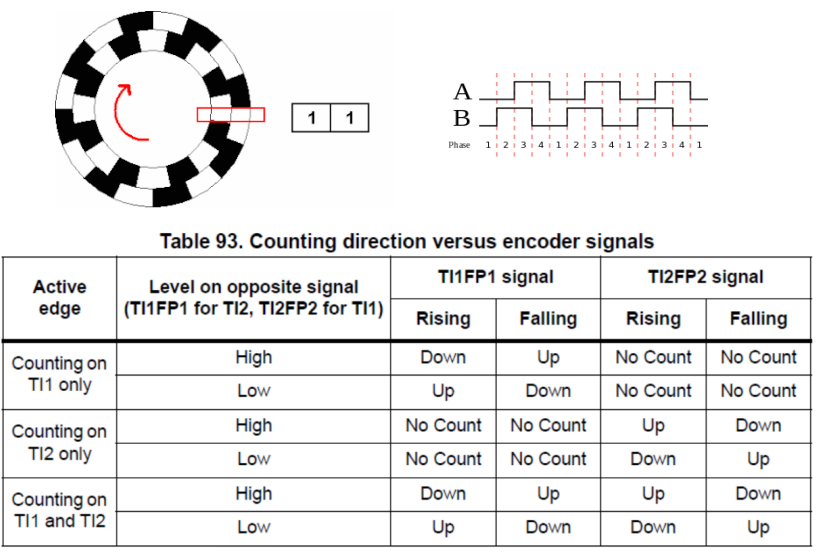 1 1
A
B
Phase 1 2 3 4 1 2 3 4 1 2 3 4 1
Table 93. Counting direction versus encoder signals
Active edge
Level on opposite signal (TI1FP1 for TI2, TI2FP2 for TI1)
TI1FP1 signal TI2FP2 signal
Rising Falling Rising Falling
Counting on TI1 only
High Down Up No Count No Count
Low Up Down No Count No Count
Counting on TI2 only
High No Count No Count Up Down
Low No Count No Count Down Up
Counting on TI1 and TI2
High Down Up Up Down
Low Up Down Down Up